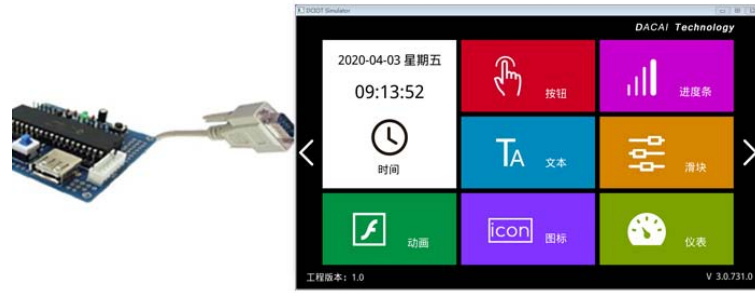 DCIOT Simulator
DACAI Technology
2020-04-03 星期五
09:13:52
时间
按钮
进度条
TA 文本
滑块
动画
icon 图标
仪表
工程版本：1.0
V 3.0.731.0